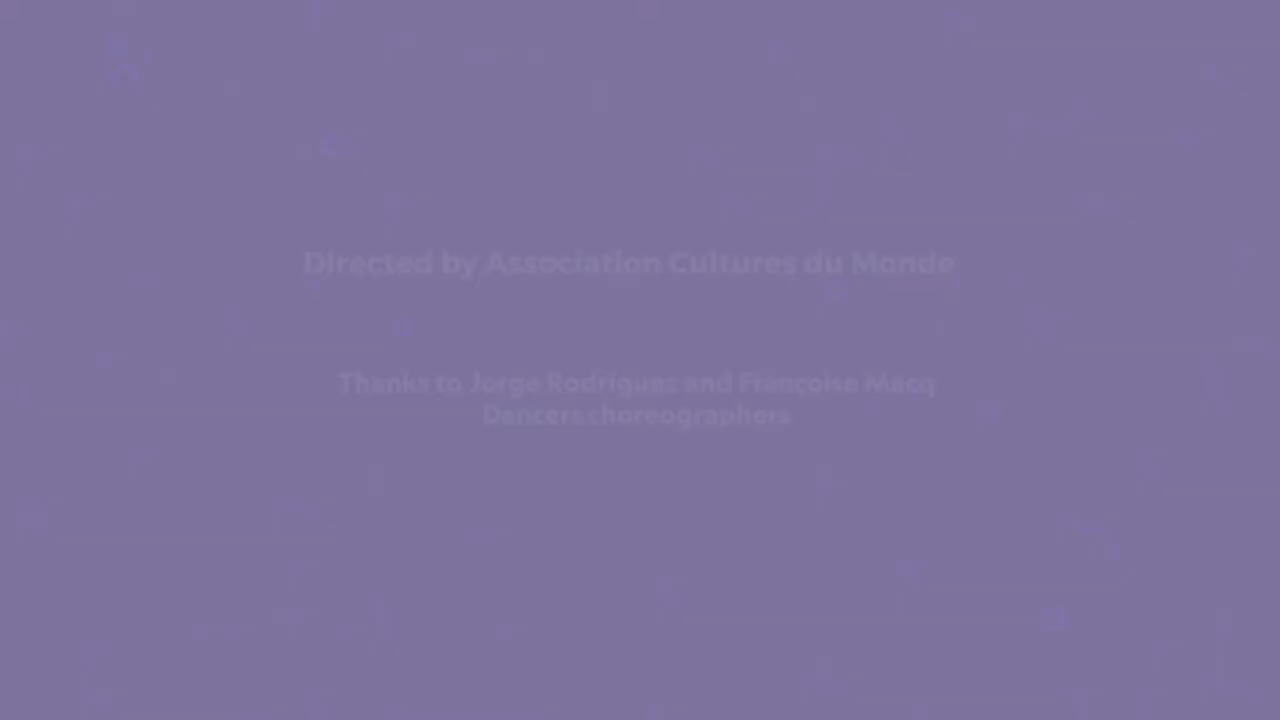 Directed by Association Cultures du Monde
Thanks to Jorge Rodrigues and Françoise Macq
Dancers choreographers